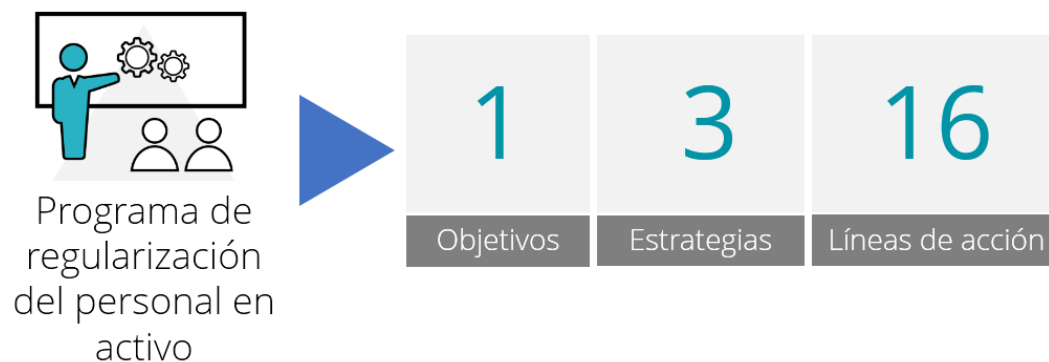 Programa de
regularización
del personal en
activo
1
Objetivos
3
Estrategias
16
Líneas de acción